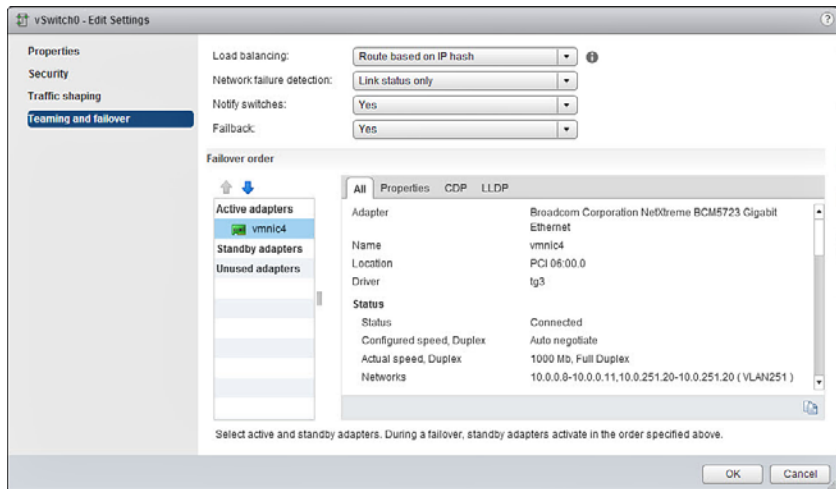 vSwitch0 - Edit Settings
?
Properties
Security
Traffic shaping
Teaming and failover
Load balancing:
Route based on IP hash
Network failure detection:
Link status only
Notify switches:
Yes
Failback:
Yes
Failover order
Active adapters
vmnic4
Standby adapters
Unused adapters
All Properties CDP LLDP
Adapter
Broadcom Corporation NetXtreme BCM5723 Gigabit
Ethernet
Name
vmnic4
Location
PCI 06:00.0
Driver
tg3
Status
Status
Connected
Configured speed, Duplex
Auto negotiate
Actual speed, Duplex
1000 Mb, Full Duplex
Networks
10.0.0.8-10.0.0.11,10.0.251.20-10.0.251.20 ( VLAN251 )
Select active and standby adapters. During a failover, standby adapters activate in the order specified above.
OK
Cancel